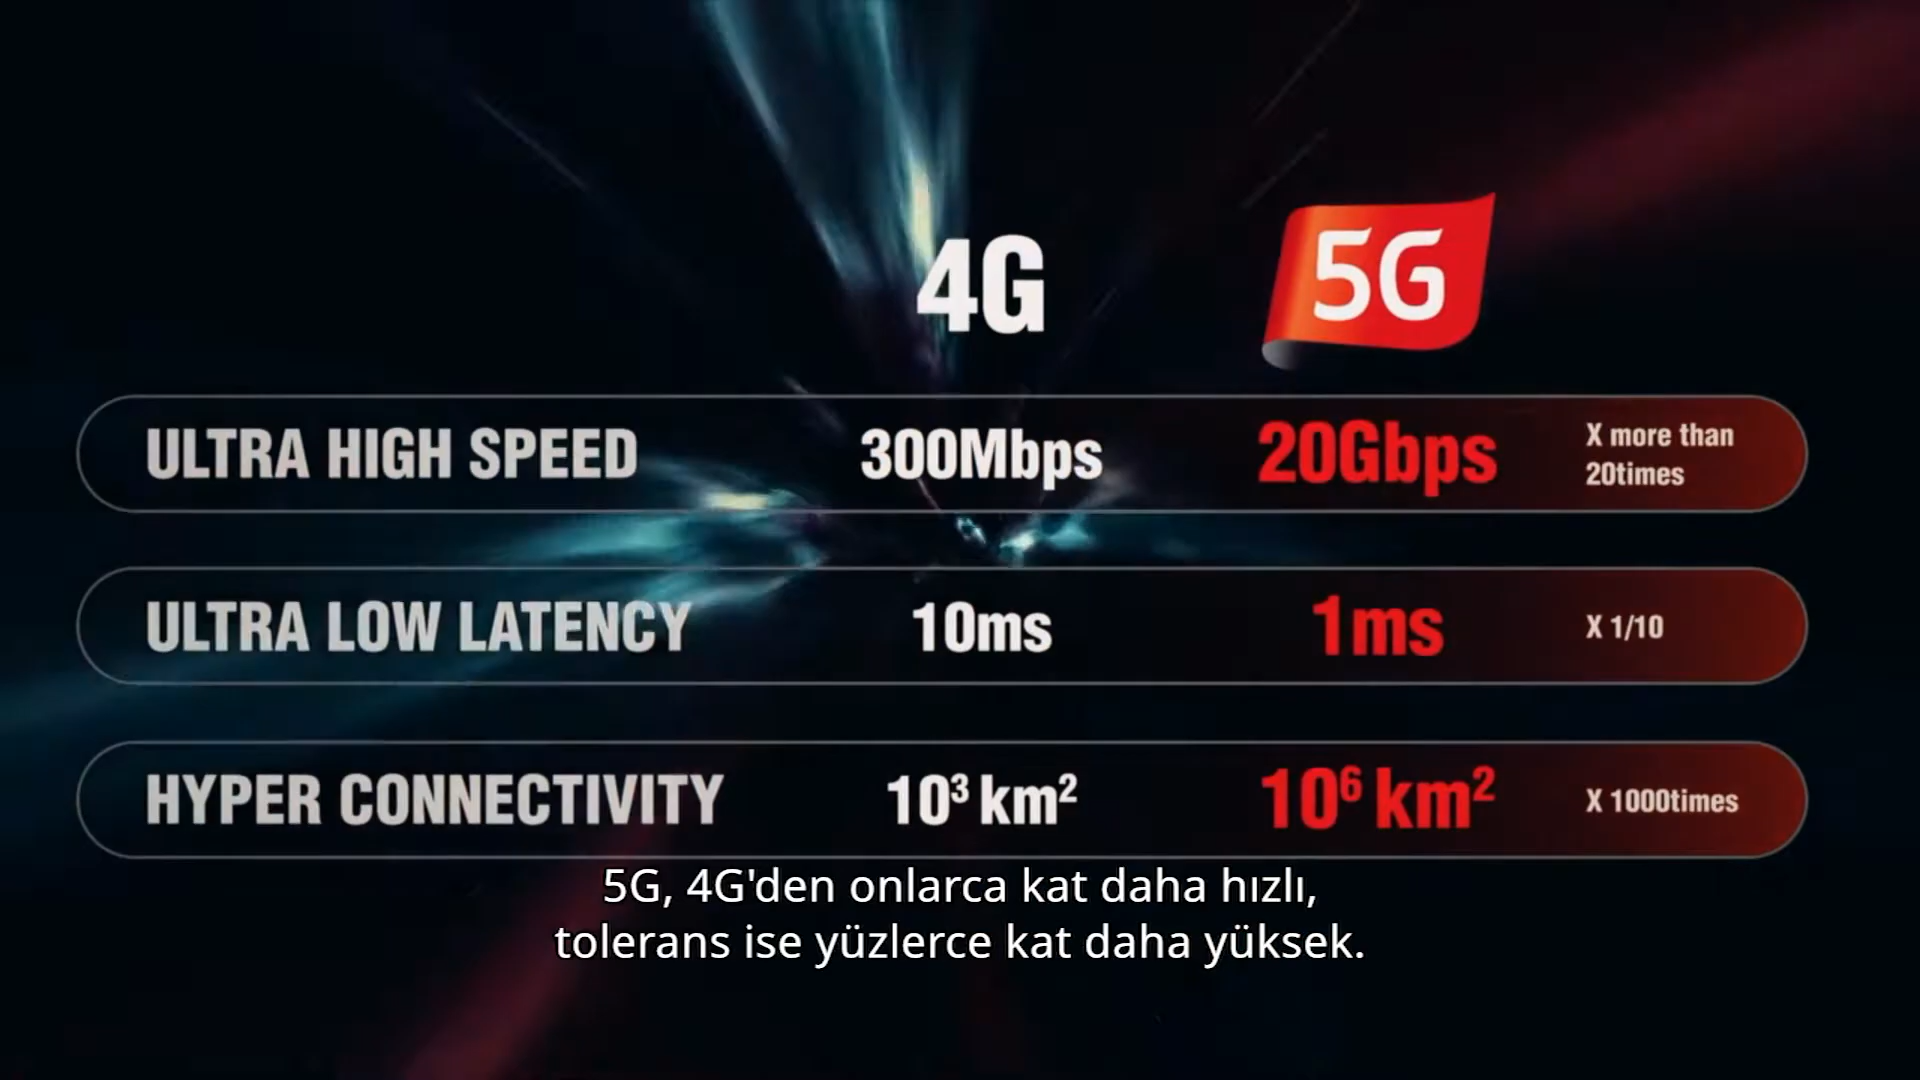 4G 5G
ULTRA HIGH SPEED 300Mbps 20Gbps X more than
20times
ULTRA LOW LATENCY 10ms 1ms X 1/10
HYPER CONNECTIVITY 10³ km² 10⁶ km² X 1000times
5G, 4G'den onlarca kat daha hızlı,
tolerans ise yüzlerce kat daha yüksek.